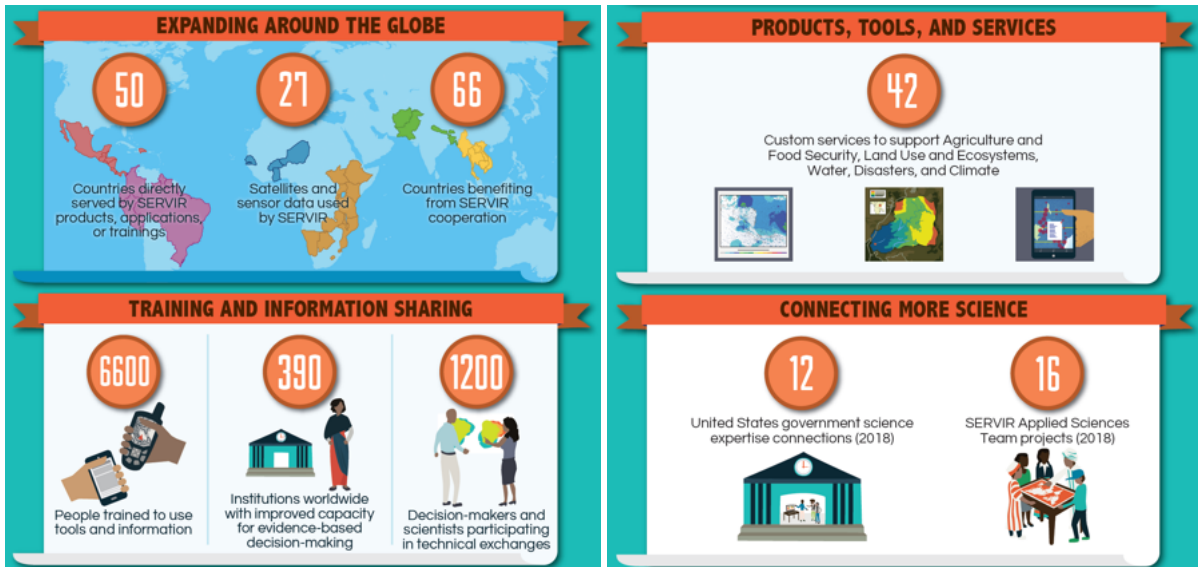 EXPANDING AROUND THE GLOBE
50
Countries directly
served by SERVIR
products, applications,
or trainings
27
Satellites and
sensor data used
by SERVIR
66
Countries benefiting
from SERVIR
cooperation
PRODUCTS, TOOLS, AND SERVICES
42
Custom services to support Agriculture and
Food Security, Land Use and Ecosystems,
Water, Disasters, and Climate
TRAINING AND INFORMATION SHARING
6600
People trained to use
tools and information
390
Institutions worldwide
with improved capacity
for evidence-based
decision-making
1200
Decision-makers and
scientists participating
in technical exchanges
CONNECTING MORE SCIENCE
12
United States government science
expertise connections (2018)
16
SERVIR Applied Sciences
Team projects (2018)